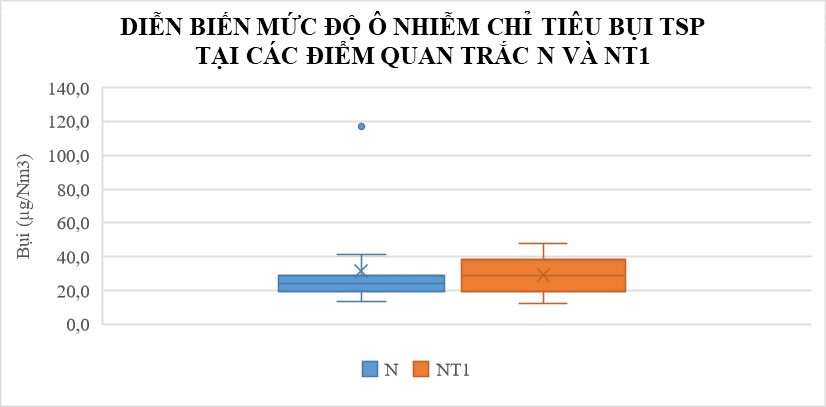 DIỄN BIẾN MỨC ĐỘ Ô NHIỄM CHỈ TIÊU BỤI TSP
TẠI CÁC ĐIỂM QUAN TRẮC N VÀ NT1
140,0
120,0
100,0
80,0
60,0
40,0
20,0
0,0
Bụi (µg/Nm3)
N
NT1